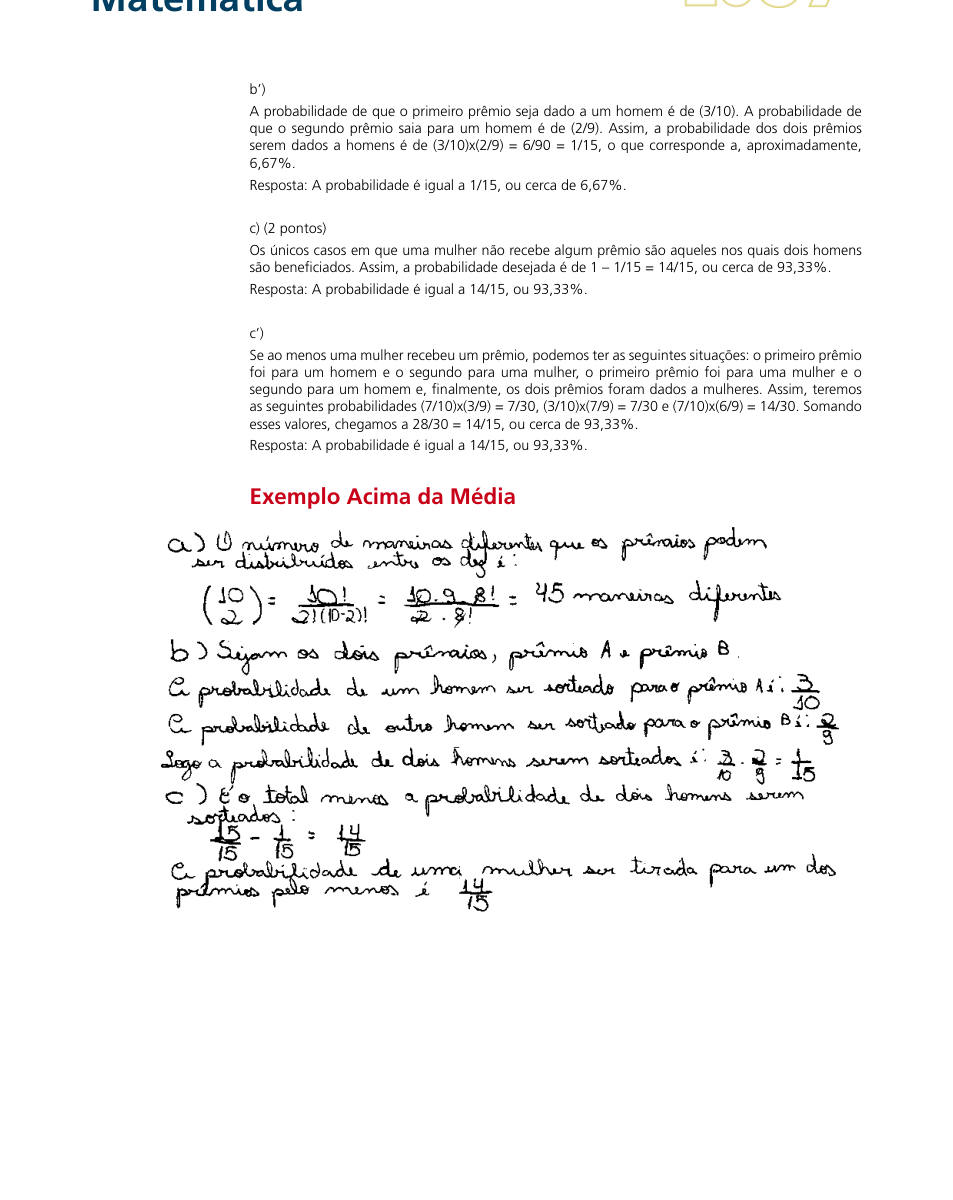 Matemática
b’)
A probabilidade de que o primeiro prêmio seja dado a um homem é de (3/10). A probabilidade de
que o segundo prêmio saia para um homem é de (2/9). Assim, a probabilidade dos dois prêmios
serem dados a homens é de (3/10)x(2/9) = 6/90 = 1/15, o que corresponde a, aproximadamente,
6,67%.
Resposta: A probabilidade é igual a 1/15, ou cerca de 6,67%.
c) (2 pontos)
Os únicos casos em que uma mulher não recebe algum prêmio são aqueles nos quais dois homens
são beneficiados. Assim, a probabilidade desejada é de 1 – 1/15 = 14/15, ou cerca de 93,33%.
Resposta: A probabilidade é igual a 14/15, ou 93,33%.
c’)
Se ao menos uma mulher recebeu um prêmio, podemos ter as seguintes situações: o primeiro prêmio
foi para um homem e o segundo para uma mulher, o primeiro prêmio foi para uma mulher e o
segundo para um homem e, finalmente, os dois prêmios foram dados a mulheres. Assim, teremos
as seguintes probabilidades (7/10)x(3/9) = 7/30, (3/10)x(7/9) = 7/30 e (7/10)x(6/9) = 14/30. Somando
esses valores, chegamos a 28/30 = 14/15, ou cerca de 93,33%.
Resposta: A probabilidade é igual a 14/15, ou 93,33%.
Exemplo Acima da Média
a) O número de maneiras diferentes que os prêmios podem
ser distribuídos entre os dez é:
(10 2) = 10!/2!(10-2)! = 10.9.8!/2.8! = 45 maneiras diferentes
b) Sejam os dois prêmios, prêmio A e prêmio B.
A probabilidade de um homem ser sorteado para o prêmio A é: 3/10
A probabilidade de outro homem ser sorteado para o prêmio B é: 2/9
Logo a probabilidade de dois homens serem sorteados é: 3/10 . 2/9 = 1/15
c) É o total menos a probabilidade de dois homens serem
sorteados:
15/15 - 1/15 = 14/15
A probabilidade de uma mulher ser tirada para um dos
prêmios pelo menos é 14/15